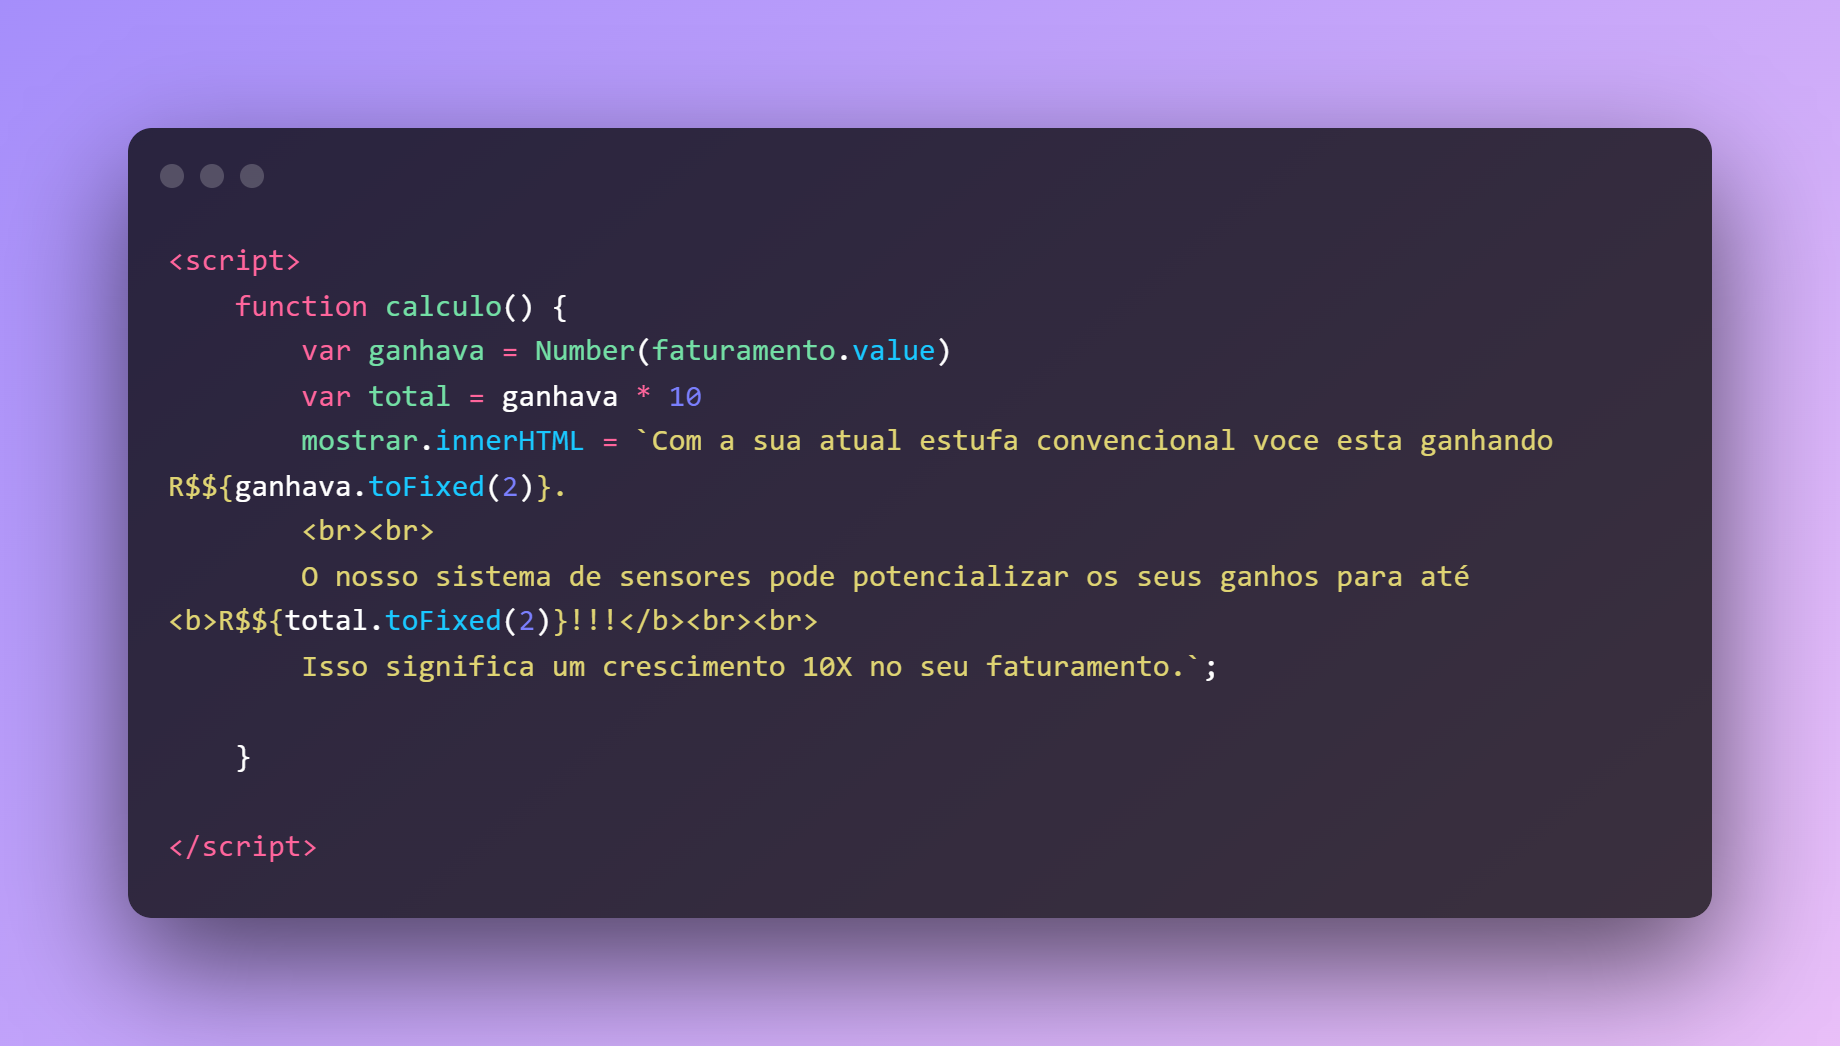 <script>
function calculo() {
var ganhava = Number(faturamento.value)
var total = ganhava * 10
mostrar.innerHTML = `Com a sua atual estufa convencional voce esta ganhando
R$${ganhava.toFixed(2)}.
<br><br>
O nosso sistema de sensores pode potencializar os seus ganhos para até
<b>R$${total.toFixed(2)}!!!</b><br><br>
Isso significa um crescimento 10X no seu faturamento.`;
}
</script>